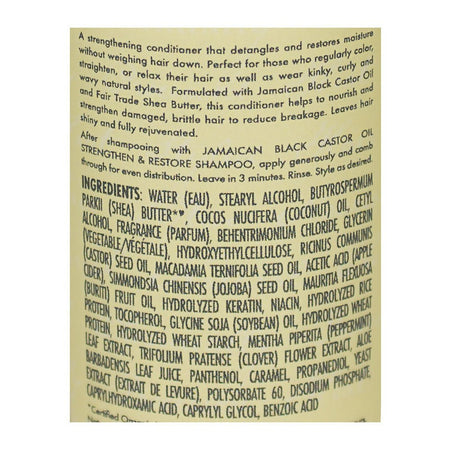 A strengthening conditioner that detangles and restores moisture
without weighing hair down. Perfect for those who regularly color,
straighten, or relax their hair as well as wear kinky, curly and
wavy natural styles. Formulated with Jamaican Black Castor Oil
and Fair Trade Shea Butter, this conditioner helps to nourish and
strengthen damaged, brittle hair to reduce breakage. Leaves hair
shiny and fully rejuvenated.
After shampooing with JAMAICAN BLACK CASTOR OIL
STRENGTHEN & RESTORE SHAMPOO, apply generously and comb
through for even distribution. Leave in 3 minutes. Rinse. Style as desired.
INGREDIENTS: WATER (EAU), STEARYL ALCOHOL, BUTYROSPERMUM
PARKII (SHEA) BUTTER*♥, COCOS NUCIFERA (COCONUT) OIL, CETYL
ALCOHOL, FRAGRANCE (PARFUM), BEHENTRIMONIUM CHLORIDE, GLYCERIN
(VEGETABLE/VÉGÉTALE), HYDROXYETHYLCELLULOSE, RICINUS COMMUNIS
(CASTOR) SEED OIL, MACADAMIA TERNIFOLIA SEED OIL, ACETIC ACID (APPLE
CIDER), SIMMONDSIA CHINENSIS (JOJOBA) SEED OIL, MAURITIA FLEXUOSA
(BURITI) FRUIT OIL, HYDROLYZED KERATIN, NIACIN, HYDROLYZED RICE
PROTEIN, TOCOPHEROL, GLYCINE SOJA (SOYBEAN) OIL, HYDROLYZED WHEAT
PROTEIN, HYDROLYZED WHEAT STARCH, MENTHA PIPERITA (PEPPERMINT)
LEAF EXTRACT, TRIFOLIUM PRATENSE (CLOVER) FLOWER EXTRACT, ALOE
BARBADENSIS LEAF JUICE, PANTHENOL, CARAMEL, PROPANEDIOL, YEAST
EXTRACT (EXTRAIT DE LEVURE), POLYSORBATE 60, DISODIUM PHOSPHATE,
CAPRYLHYDROXAMIC ACID, CAPRYLYL GLYCOL, BENZOIC ACID
*Certified